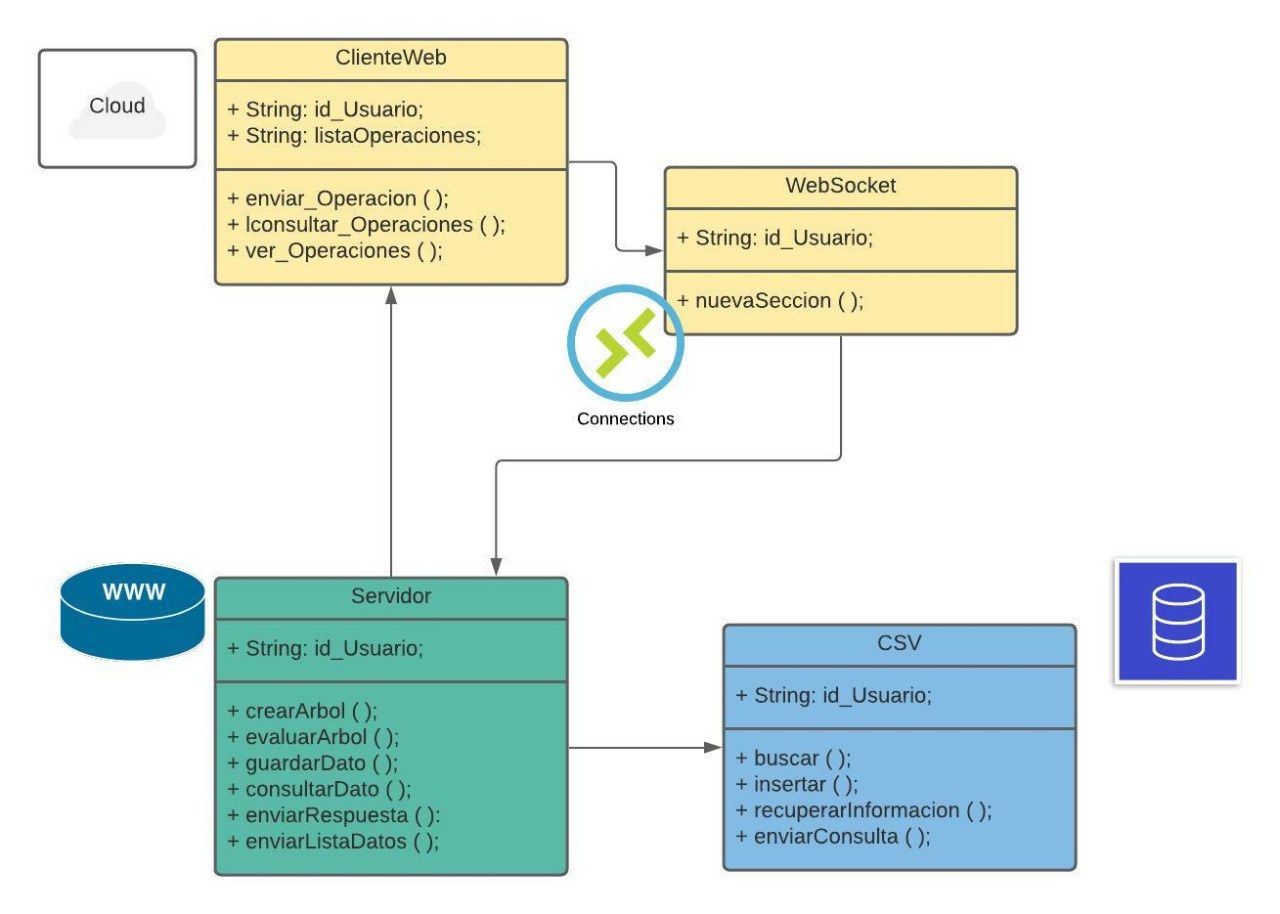 Cloud
ClienteWeb
+ String: id_Usuario;
+ String: listaOperaciones;
+ enviar_Operacion ( );
+ lconsultar_Operaciones ( );
+ ver_Operaciones ( );
WebSocket
+ String: id_Usuario;
+ nuevaSeccion ( );
Connections
WWW
Servidor
+ String: id_Usuario;
+ crearArbol ( );
+ evaluarArbol ( );
+ guardarDato ( );
+ consultarDato ( );
+ enviarRespuesta ( ):
+ enviarListaDatos ( );
CSV
+ String: id_Usuario;
+ buscar ( );
+ insertar ( );
+ recuperarInformacion ( );
+ enviarConsulta ( );